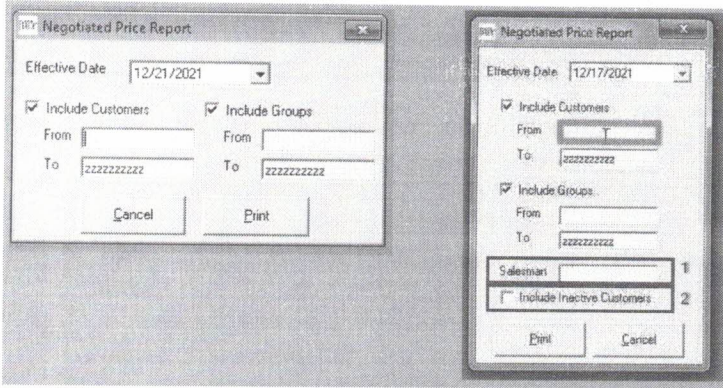 Negotiated Price Report
Effective Date 12/21/2021
Include Customers Include Groups
From From
To zzzzzzzzzz To zzzzzzzzzz
Cancel Print
Negotiated Price Report
Effective Date 12/17/2021
Include Customers
From
To: zzzzzzzzzz
Include Groups
From
To zzzzzzzzzz
Salesman 1
Include Inactive Customers 2
Print Cancel